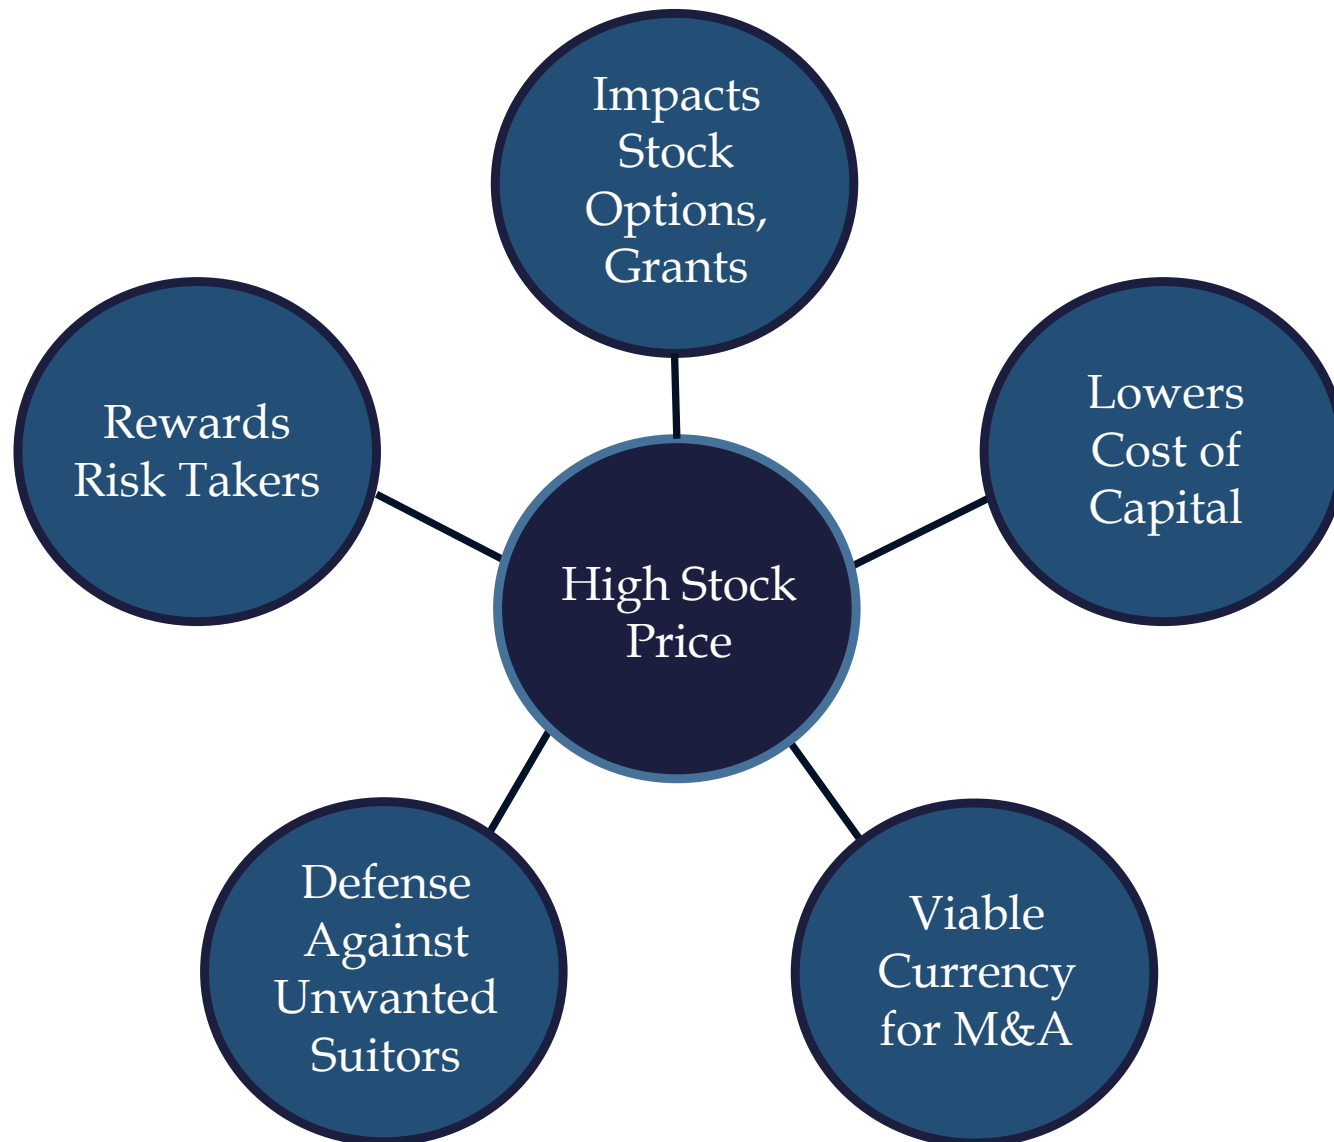 Impacts
Stock
Options,
Grants
Rewards
Risk Takers
Lowers
Cost of
Capital
High Stock
Price
Defense
Against
Unwanted
Suitors
Viable
Currency
for M&A